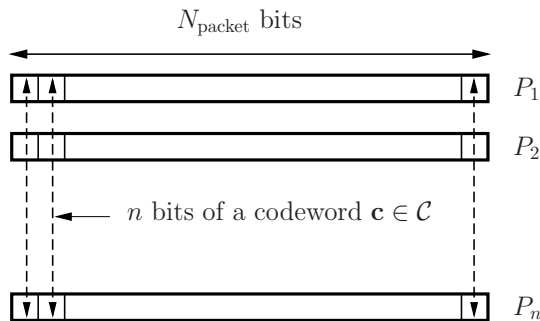 N_packet bits
P_1
P_2
n bits of a codeword c ∈ 𝒞
P_n